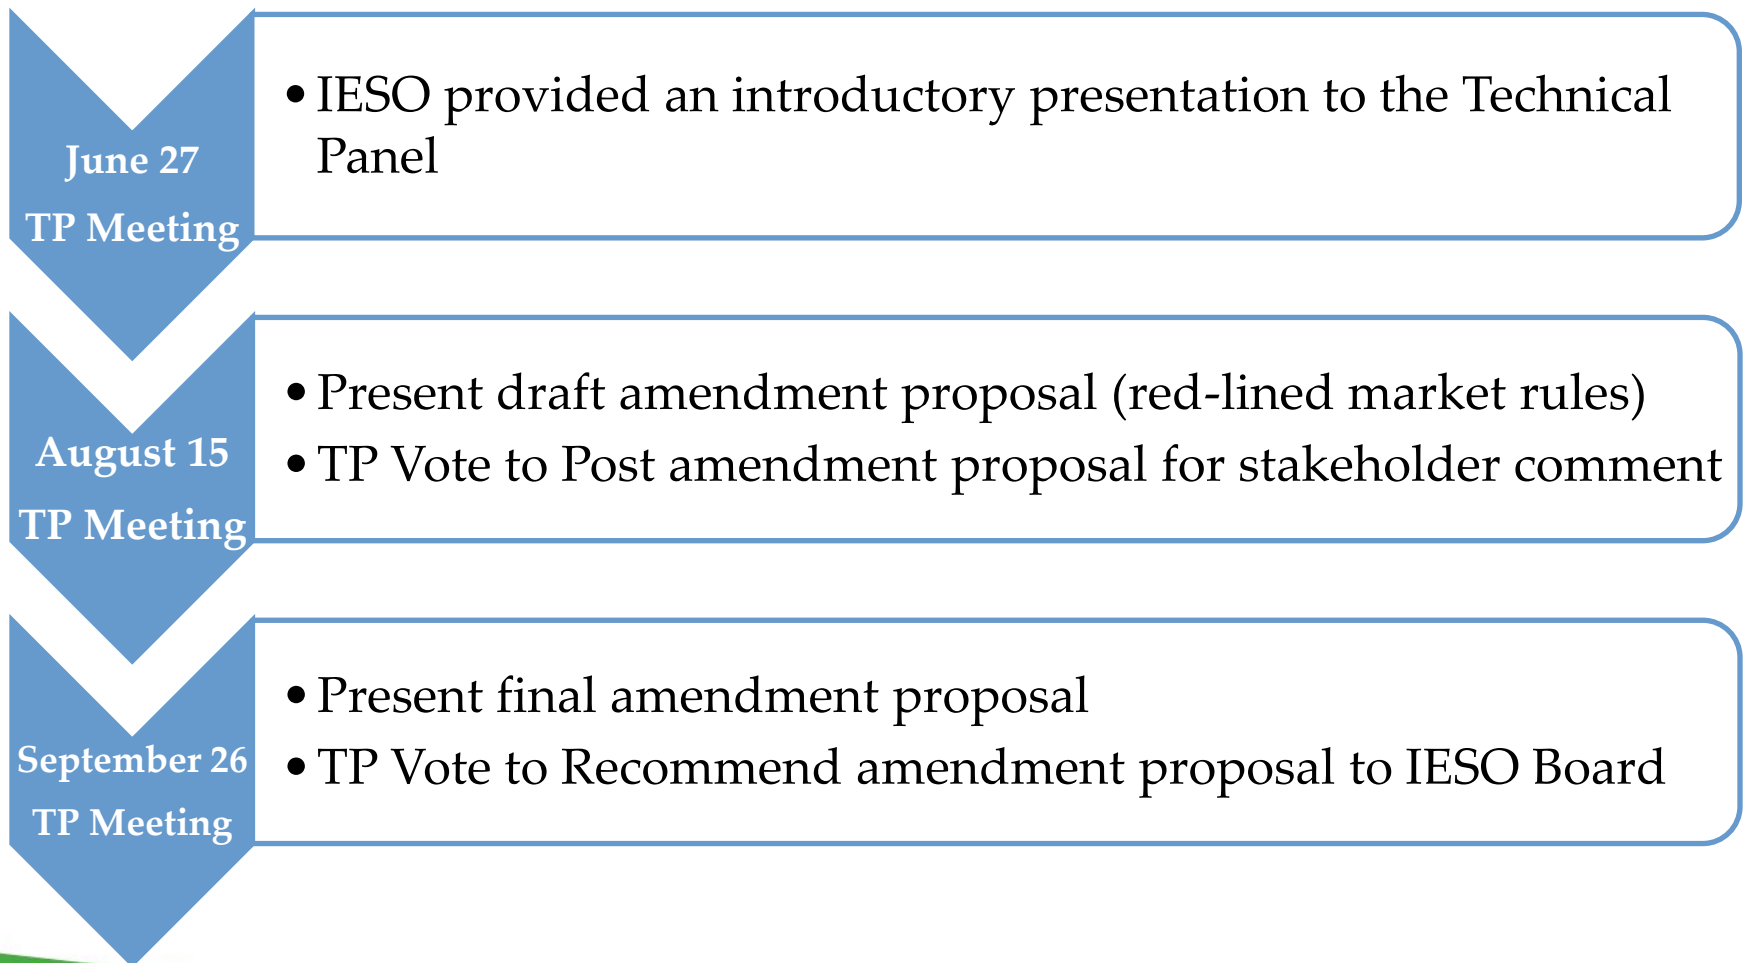 June 27
TP Meeting
• IESO provided an introductory presentation to the Technical
Panel
August 15
TP Meeting
• Present draft amendment proposal (red-lined market rules)
• TP Vote to Post amendment proposal for stakeholder comment
September 26
TP Meeting
• Present final amendment proposal
• TP Vote to Recommend amendment proposal to IESO Board